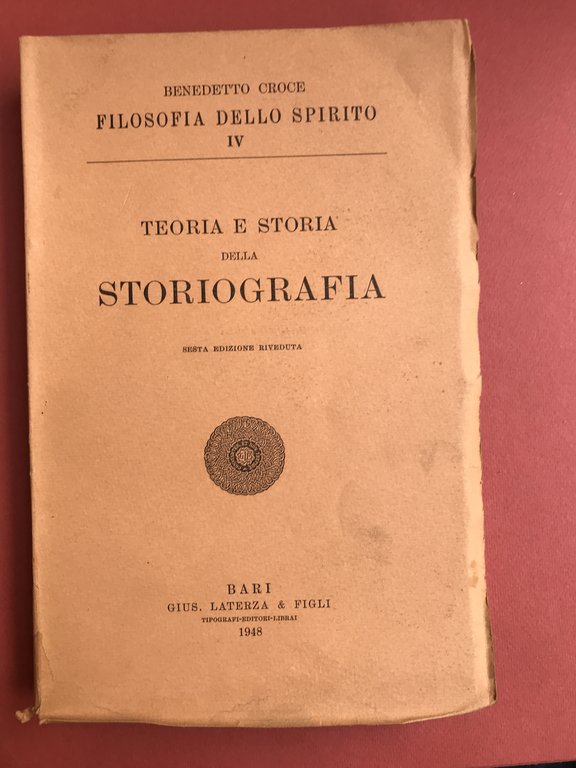 BENEDETTO CROCE
FILOSOFIA DELLO SPIRITO
IV
TEORIA E STORIA
DELLA
STORIOGRAFIA
SESTA EDIZIONE RIVEDUTA
BARI
GIUS. LATERZA & FIGLI
TIPOGRAFI-EDITORI-LIBRAI
1948